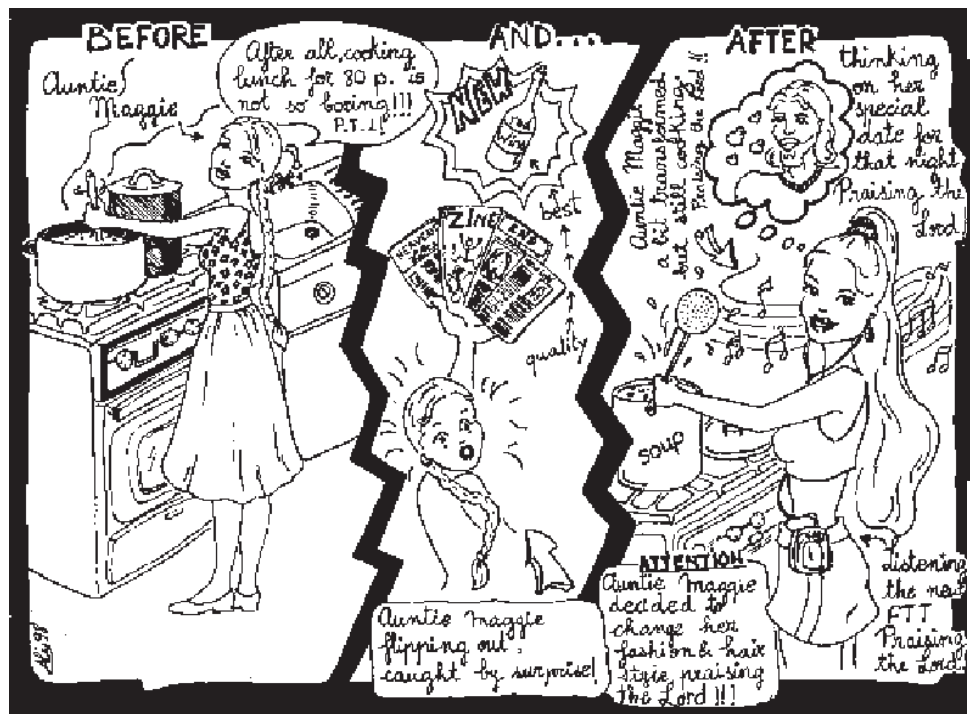 BEFORE
Auntie
Maggie
After all, cooking
lunch for 80 p. is
not so boring!!!
P.T.L!
AND...
NEW
ZINE
END
best
quality
Auntie Maggie
flipping out,
caught by surprise!
AFTER
Auntie Maggie
a bit transformed
but still cooking,
Praising the Lord!!
thinking
on her
special
date for
that night
Praising the
Lord!
SOUP
ATTENTION
Auntie Maggie
decided to
change her
fashion & hair
style, praising
the Lord!!!
Listening
the new
FTT
Praising
the Lord!